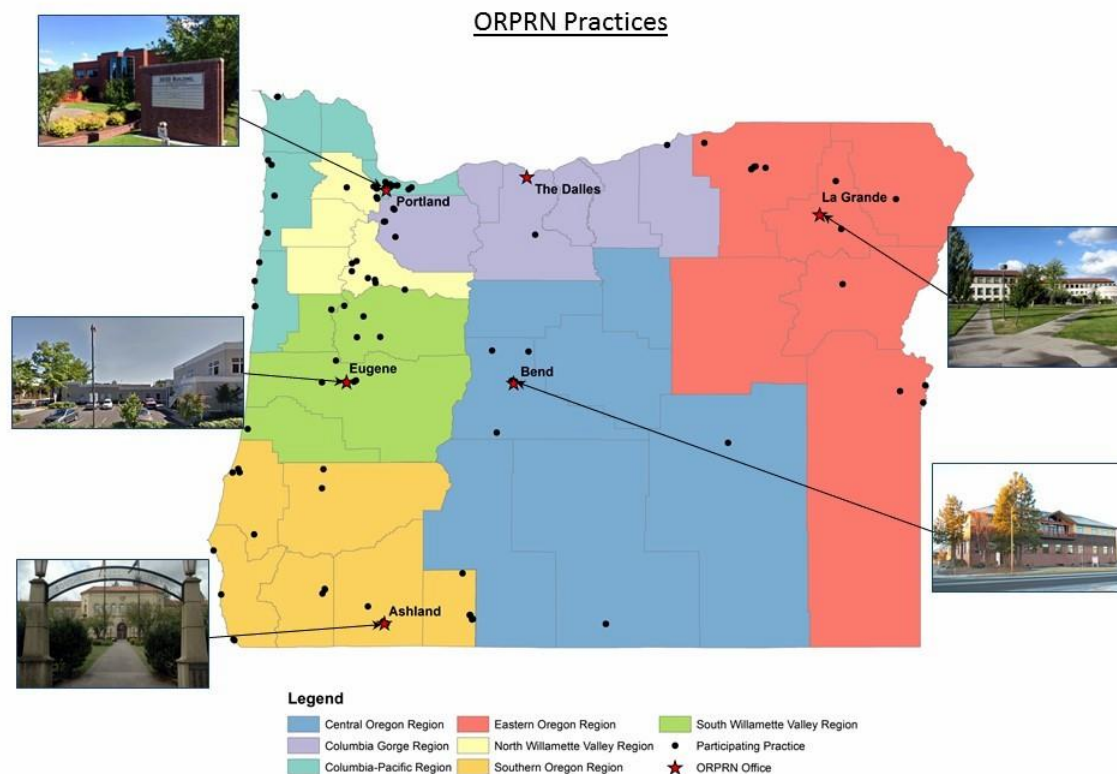 ORPRN Practices
Portland
The Dalles
La Grande
Eugene
Bend
Ashland
Legend
Central Oregon Region
Eastern Oregon Region
South Willamette Valley Region
Columbia Gorge Region
North Willamette Valley Region
Participating Practice
Columbia-Pacific Region
Southern Oregon Region
ORPRN Office